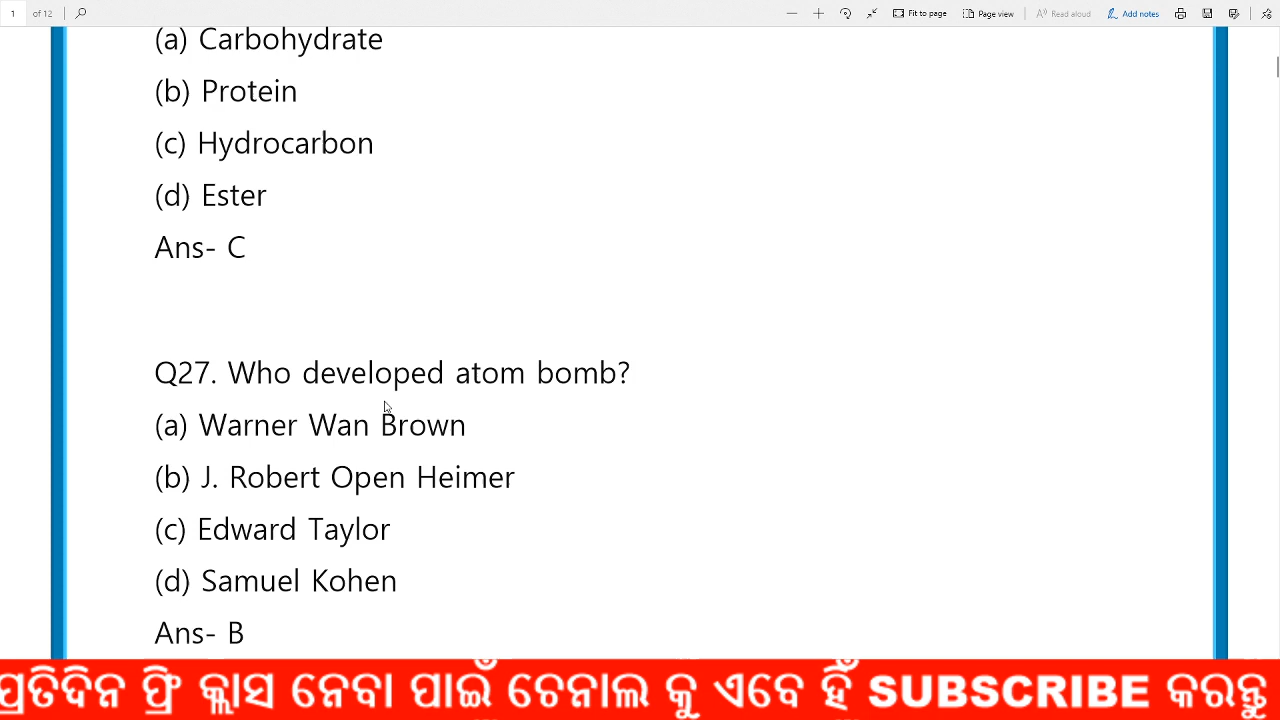 1 of 12 Fit to page Page view Read aloud Add notes
(a) Carbohydrate
(b) Protein
(c) Hydrocarbon
(d) Ester
Ans- C
Q27. Who developed atom bomb?
(a) Warner Wan Brown
(b) J. Robert Open Heimer
(c) Edward Taylor
(d) Samuel Kohen
Ans- B
ପ୍ରତିଦିନ ଫ୍ରି କ୍ଲାସ ନେବା ପାଇଁ ଚେନାଲ କୁ ଏବେ ହିଁ SUBSCRIBE କରନ୍ତୁ